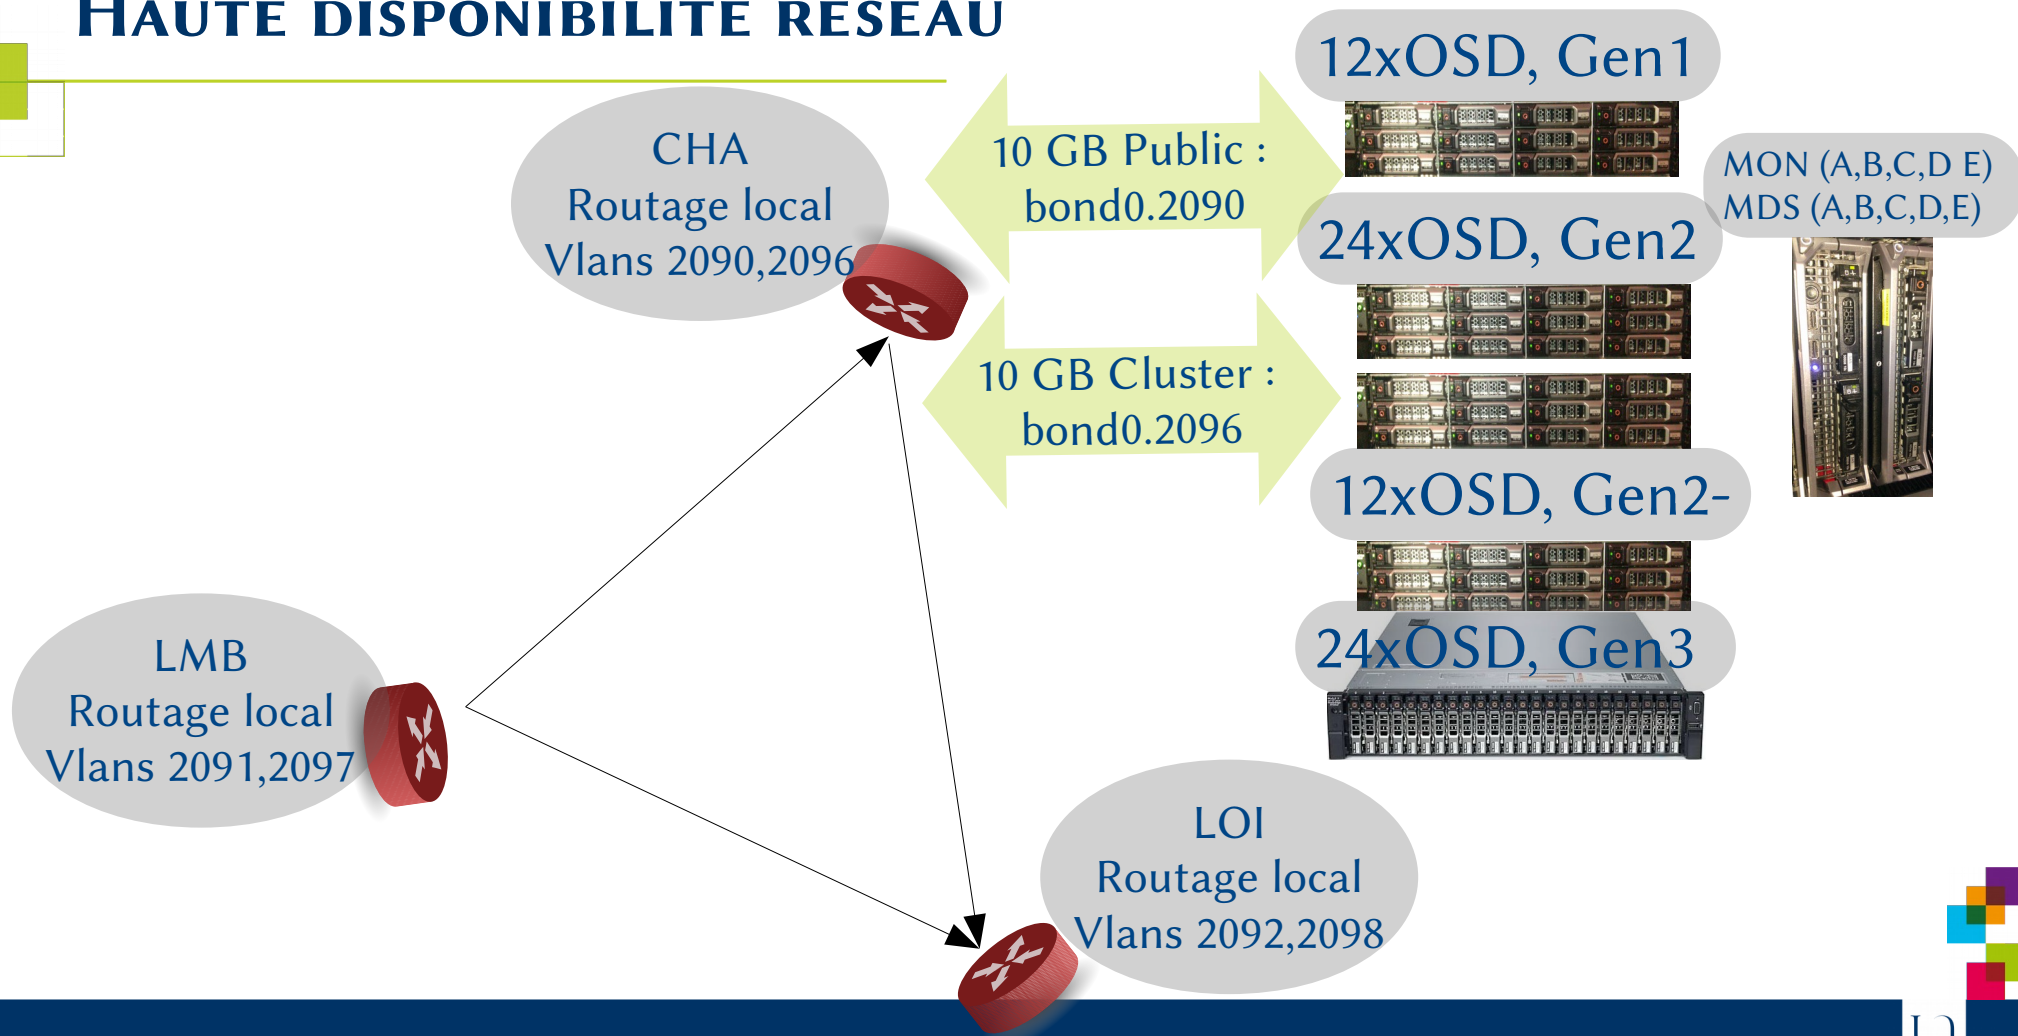 HAUTE DISPONIBILITE RESEAU
12xOSD, Gen1
CHA
Routage local
Vlans 2090,2096
10 GB Public :
bond0.2090
MON (A,B,C,D E)
MDS (A,B,C,D,E)
24xOSD, Gen2
10 GB Cluster :
bond0.2096
12xOSD, Gen2-
24xOSD, Gen3
LMB
Routage local
Vlans 2091,2097
LOI
Routage local
Vlans 2092,2098